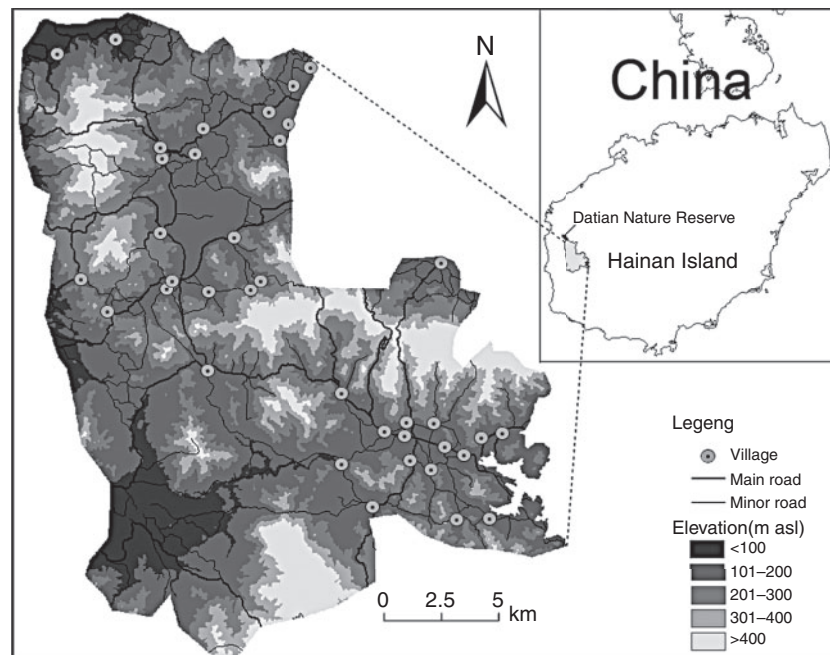 N
China
Datian Nature Reserve
Hainan Island
Legeng
Village
Main road
Minor road
Elevation(m asl)
<100
101–200
201–300
301–400
>400
0 2.5 5
km